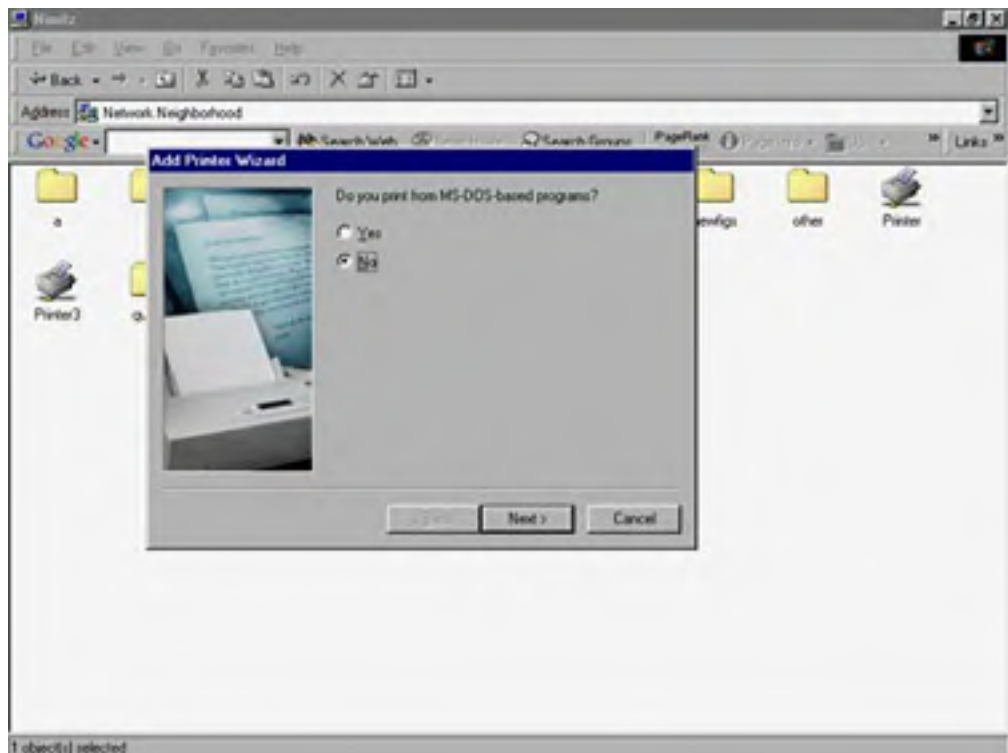 Nimitz
File Edit View Go Favorites Help
Back
Address Network Neighborhood
Google Search Web Search Groups PageRank Links
Add Printer Wizard
Do you print from MS-DOS-based programs?
Yes
No
a
other
Printer
Printer3
Next >
Cancel
1 object(s) selected